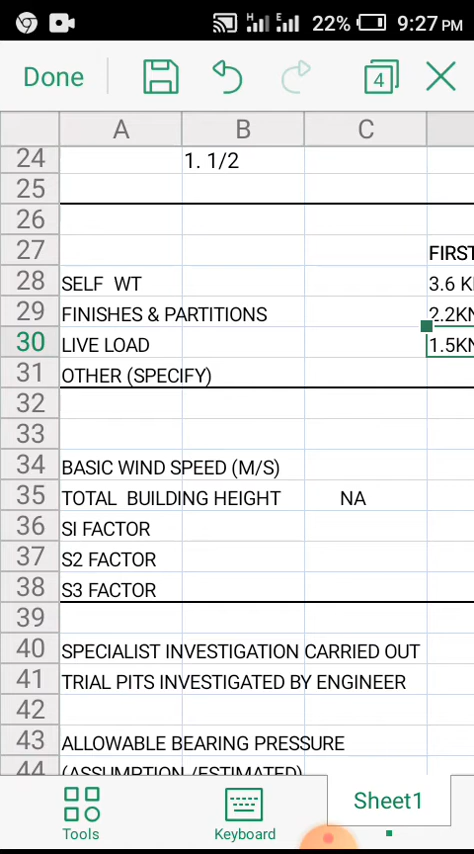 H E 22% 9:27 PM
Done 4
A B C
24 1. 1/2
25
26
27 FIRST
28 SELF WT 3.6 K
29 FINISHES & PARTITIONS 2.2KN
30 LIVE LOAD 1.5KN
31 OTHER (SPECIFY)
32
33
34 BASIC WIND SPEED (M/S)
35 TOTAL BUILDING HEIGHT NA
36 SI FACTOR
37 S2 FACTOR
38 S3 FACTOR
39
40 SPECIALIST INVESTIGATION CARRIED OUT
41 TRIAL PITS INVESTIGATED BY ENGINEER
42
43 ALLOWABLE BEARING PRESSURE
44 (ASSUMPTION /ESTIMATED)
Tools Keyboard Sheet1